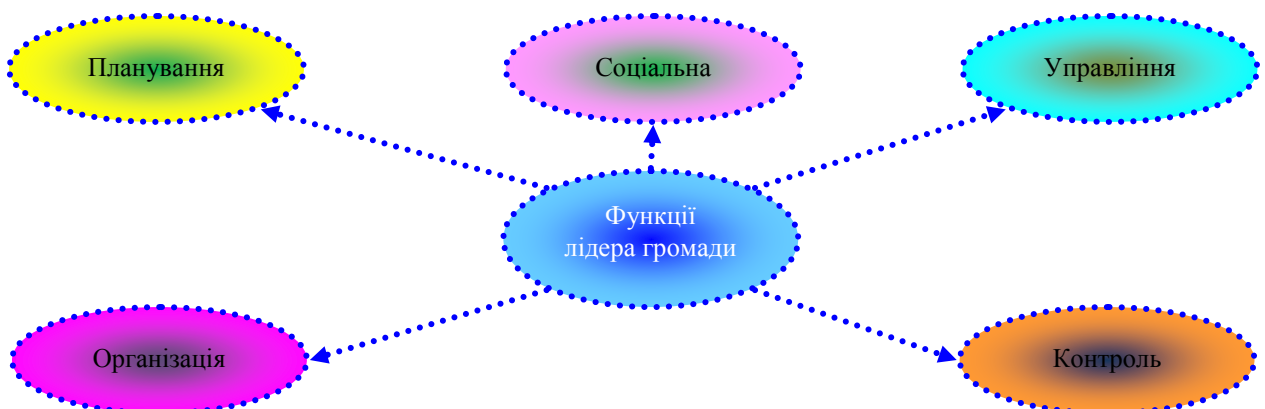 Планування
Соціальна
Управління
Функції
лідера громади
Організація
Контроль